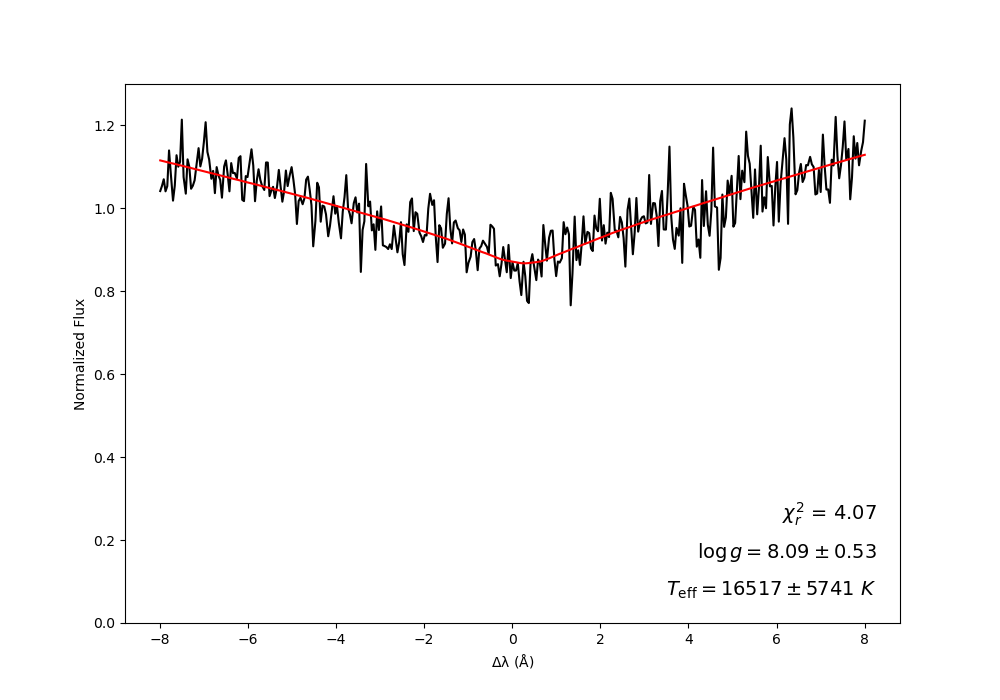 1.2
1.0
0.8
0.6
0.4
0.2
0.0
Normalized Flux
χ²ᵣ = 4.07
log g = 8.09 ± 0.53
T_eff = 16517 ± 5741 K
−8 −6 −4 −2 0 2 4 6 8
Δλ (Å)